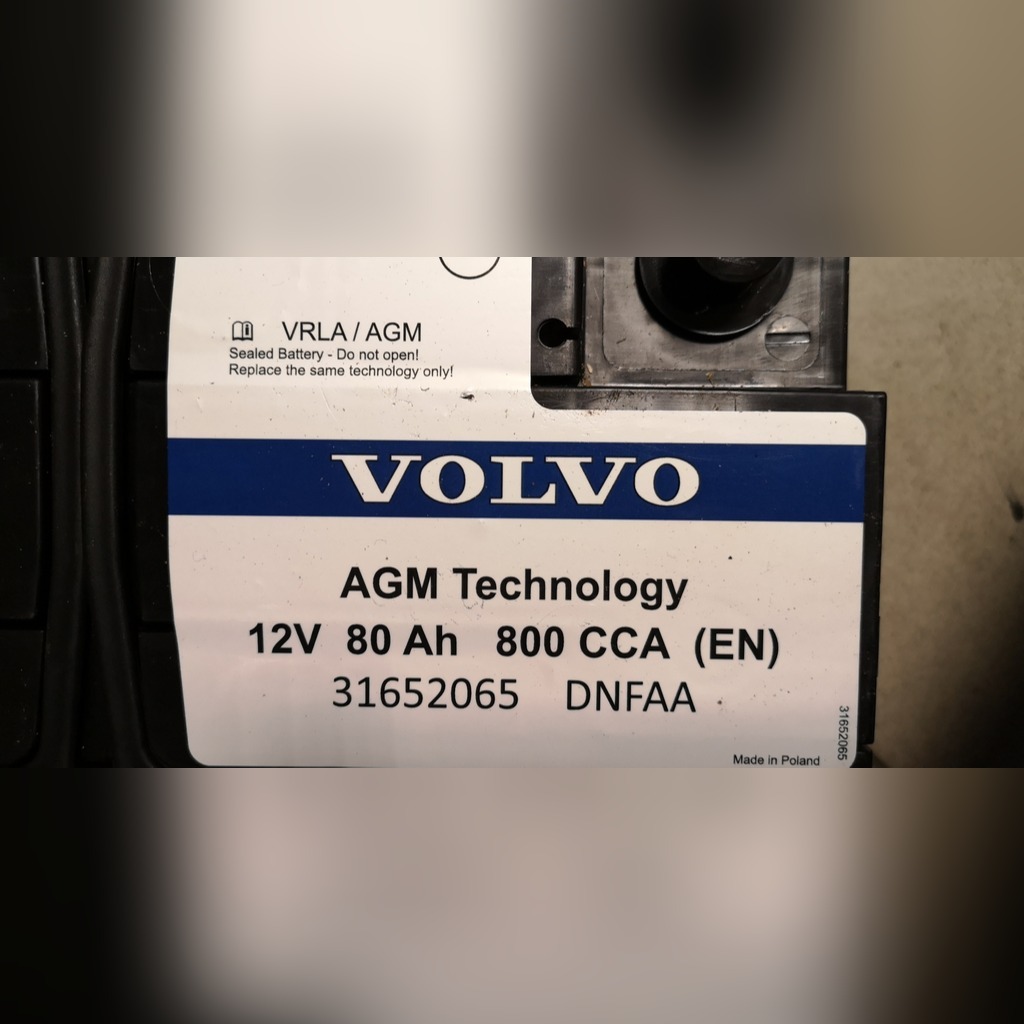 VRLA / AGM
Sealed Battery - Do not open!
Replace the same technology only!
VOLVO
AGM Technology
12V 80 Ah 800 CCA (EN)
31652065 DNFAA
31652065
Made in Poland